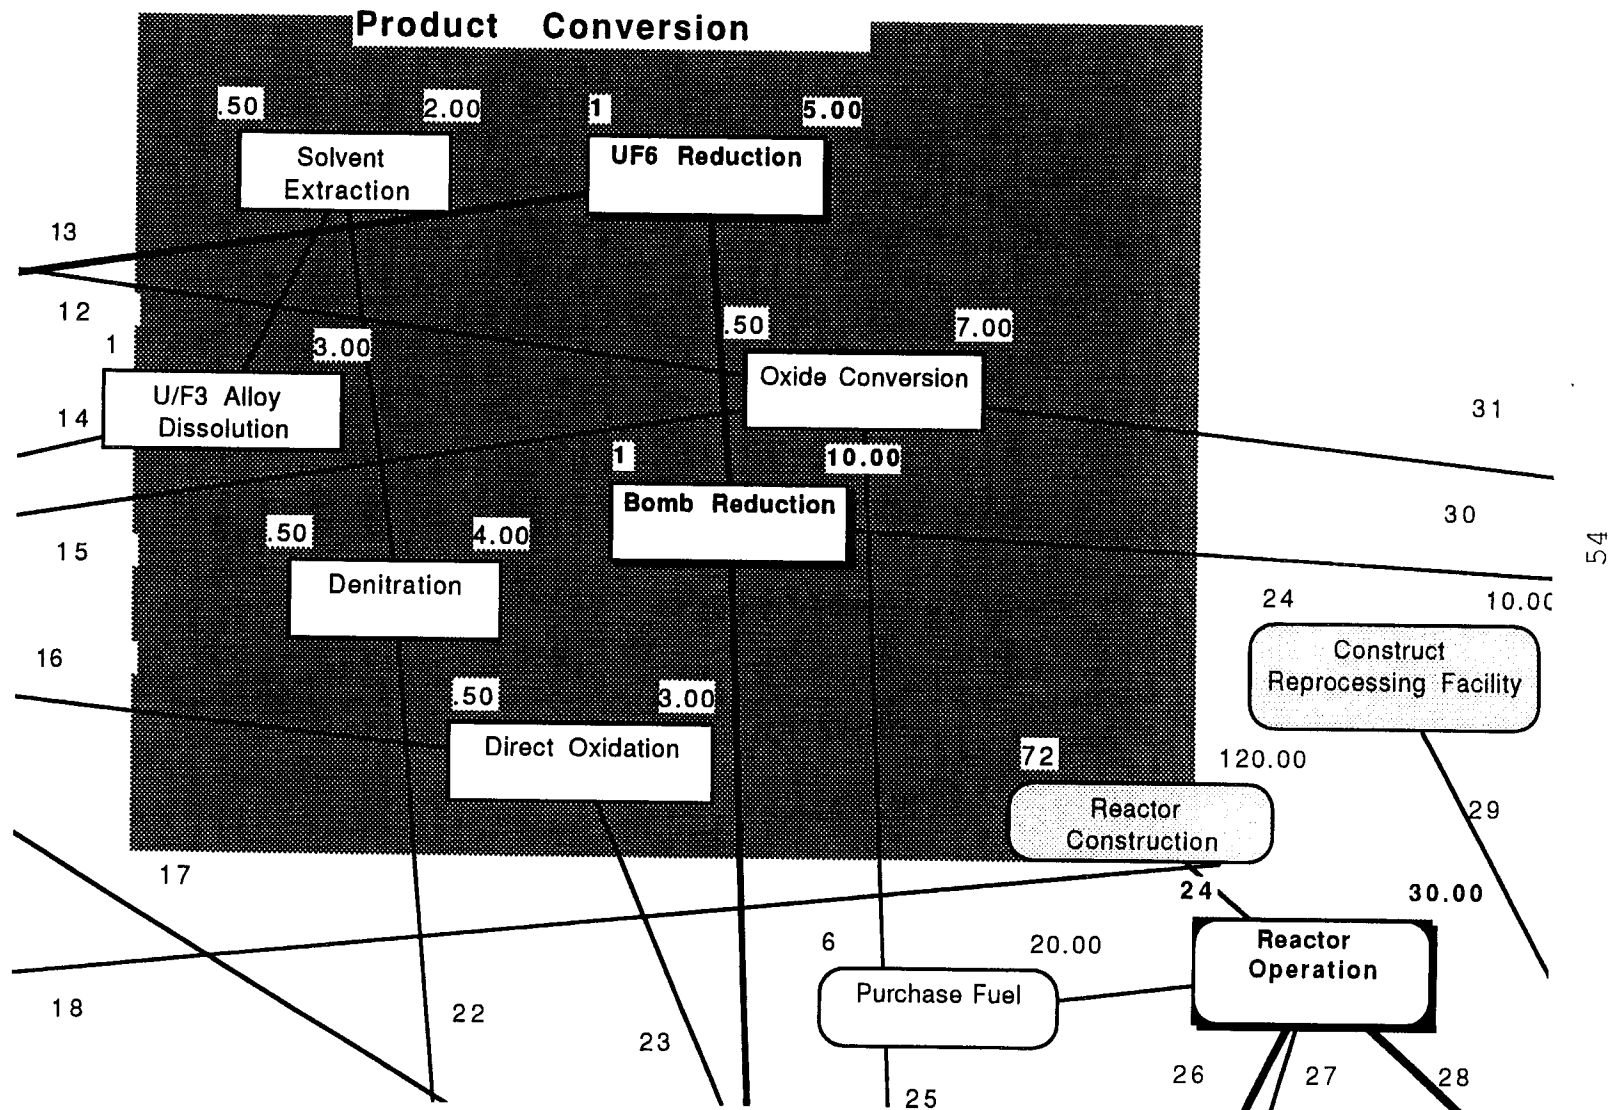 Product Conversion
.50 2.00 1 5.00
Solvent
Extraction
UF6 Reduction
13
12
.50 7.00
1 3.00
Oxide Conversion
U/F3 Alloy
Dissolution
14
31
1 10.00
Bomb Reduction
30
.50 4.00
15
54
Denitration
24 10.00
Construct
Reprocessing Facility
16
.50 3.00
Direct Oxidation
72 120.00
Reactor
Construction
29
17
24 30.00
Reactor
Operation
6 20.00
Purchase Fuel
18
22
23
25
26
27
28